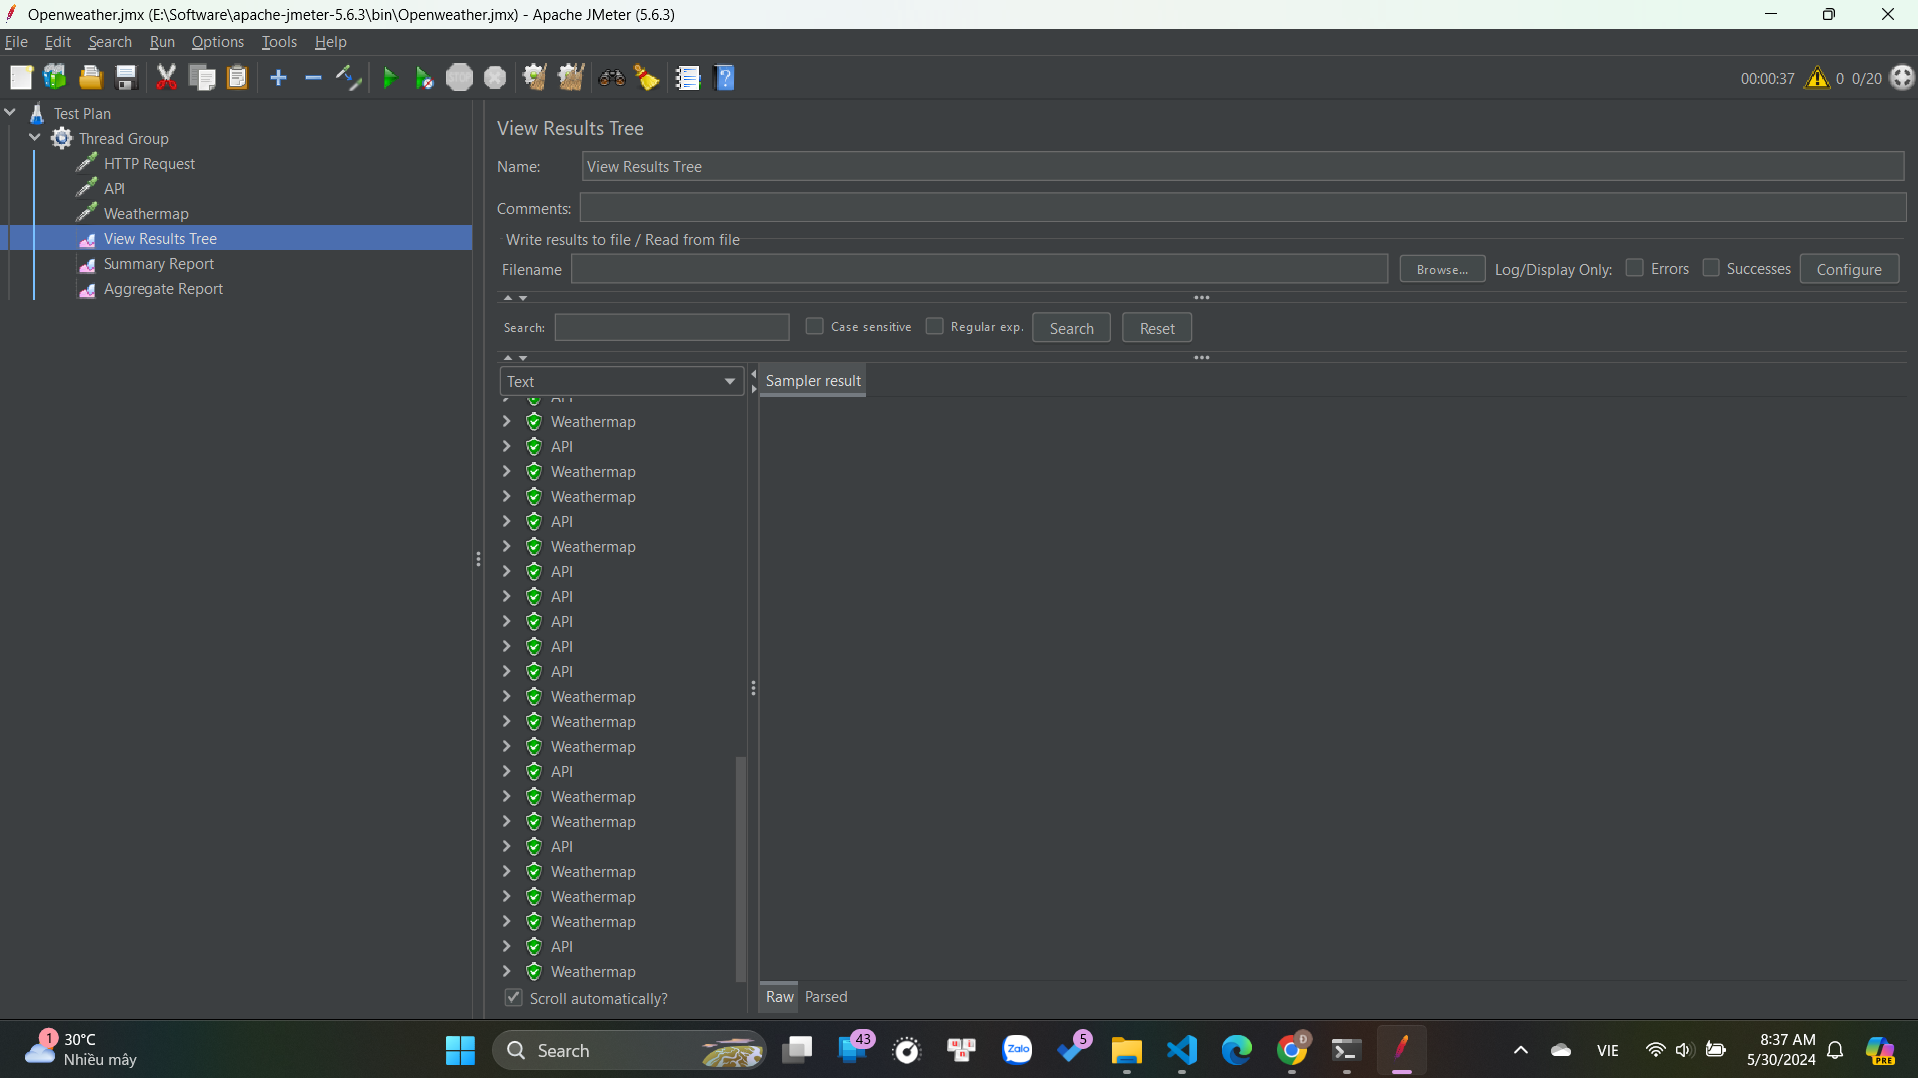 Openweather.jmx (E:\Software\apache-jmeter-5.6.3\bin\Openweather.jmx) - Apache JMeter (5.6.3)
File Edit Search Run Options Tools Help
STOP
00:00:37 0 0/20
Test Plan
Thread Group
HTTP Request
API
Weathermap
View Results Tree
Summary Report
Aggregate Report
View Results Tree
Name: View Results Tree
Comments:
Write results to file / Read from file
Filename Browse... Log/Display Only: Errors Successes Configure
Search: Case sensitive Regular exp. Search Reset
Text
Sampler result
API
Weathermap
API
Weathermap
Weathermap
API
Weathermap
API
API
API
API
API
Weathermap
Weathermap
Weathermap
API
Weathermap
Weathermap
API
Weathermap
Weathermap
Weathermap
API
Weathermap
Scroll automatically?
Raw Parsed
1
30°C
Nhiều mây
Search
43
Zalo
5
Đ
VIE
8:37 AM
5/30/2024
PRE